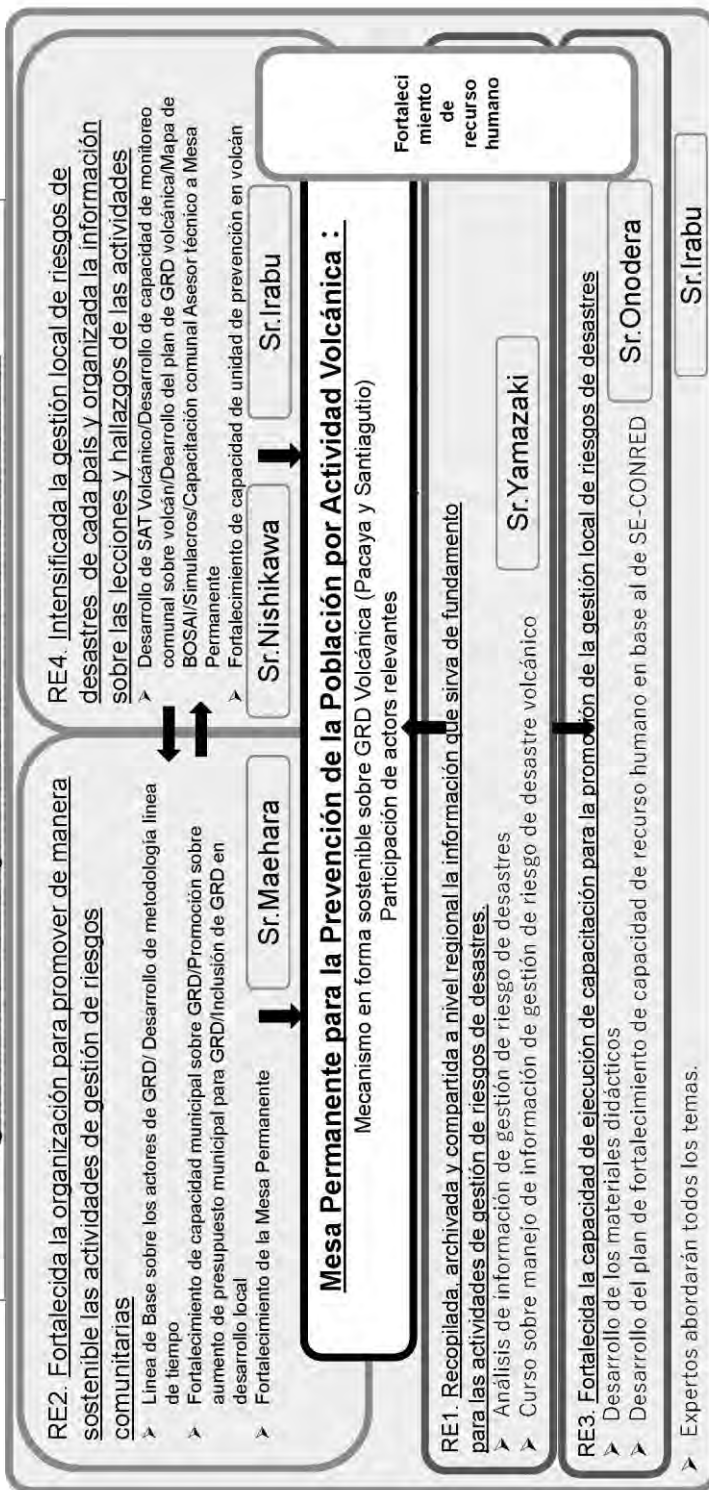 RE2. Fortalecida la organización para promover de manera
sostenible las actividades de gestión de riesgos
comunitarias
➢ Línea de Base sobre los actores de GRD/ Desarrollo de metodología linea
de tiempo
➢ Fortalecimiento de capacidad municipal sobre GRD/Promoción sobre
aumento de presupuesto municipal para GRD/Inclusión de GRD en
desarrollo local
➢ Fortalecimiento de la Mesa Permanente
Sr.Maehara
RE4. Intensificada la gestión local de riesgos de
desastres de cada país y organizada la información
sobre las lecciones y hallazgos de las actividades
➢ Desarrollo de SAT Volcánico/Desarrollo de capacidad de monitoreo
comunal sobre volcán/Dearrollo del plan de GRD volcánica/Mapa de
BOSAI/Simulacros/Capacitación comunal Asesor técnico a Mesa
Permanente
➢ Fortalecimiento de capacidad de unidad de prevención en volcán
Sr.Nishikawa
Sr.Irabu
Mesa Permanente para la Prevención de la Población por Actividad Volcánica :
Mecanismo en forma sostenible sobre GRD Volcánica (Pacaya y Santiagutio)
Participación de actors relevantes
Fortaleci
miento
de
recurso
humano
RE1. Recopilada, archivada y compartida a nivel regional la información que sirva de fundamento
para las actividades de gestión de riesgos de desastres.
➢ Análisis de información de gestión de riesgo de desastres
➢ Curso sobre manejo de información de gestión de riesgo de desastre volcánico
Sr.Yamazaki
RE3. Fortalecida la capacidad de ejecución de capacitación para la promoción de la gestión local de riesgos de desastres
➢ Desarrollo de los materiales didácticos
➢ Desarrollo del plan de fortalecimiento de capacidad de recurso humano en base al de SE-CONRED
Sr.Onodera
➢ Expertos abordarán todos los temas.
Sr.Irabu